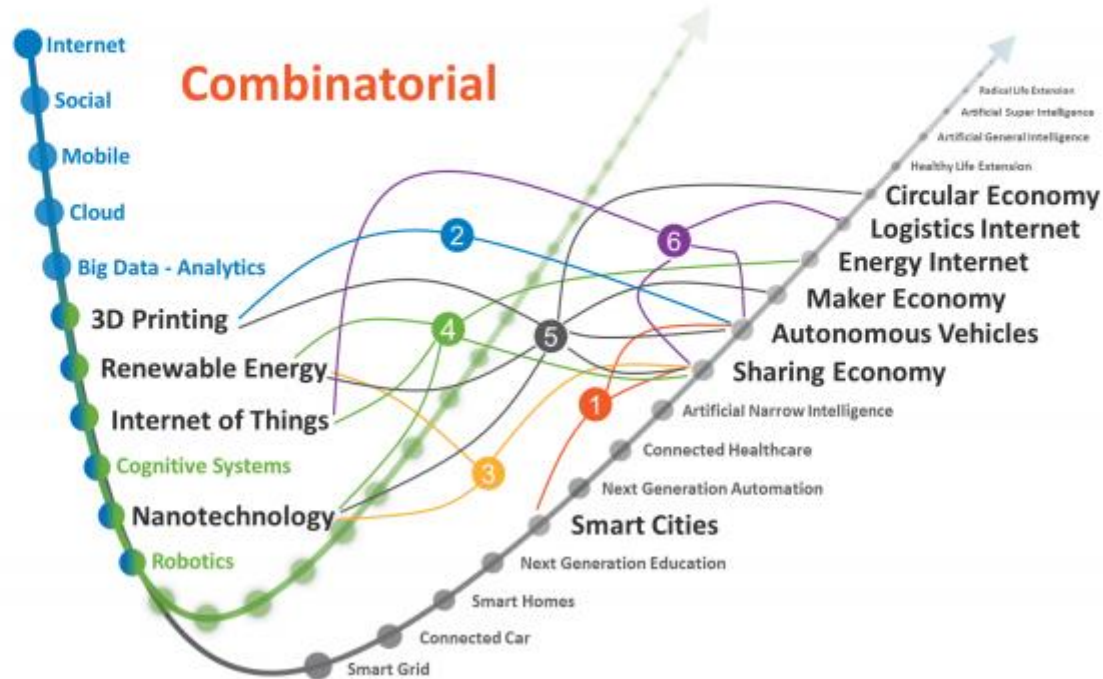 Combinatorial
Internet
Social
Mobile
Cloud
Big Data - Analytics
3D Printing
Renewable Energy
Internet of Things
Cognitive Systems
Nanotechnology
Robotics
2
6
4
5
1
3
Radical Life Extension
Artificial Super Intelligence
Artificial General Intelligence
Healthy Life Extension
Circular Economy
Logistics Internet
Energy Internet
Maker Economy
Autonomous Vehicles
Sharing Economy
Artificial Narrow Intelligence
Connected Healthcare
Next Generation Automation
Smart Cities
Next Generation Education
Smart Homes
Connected Car
Smart Grid